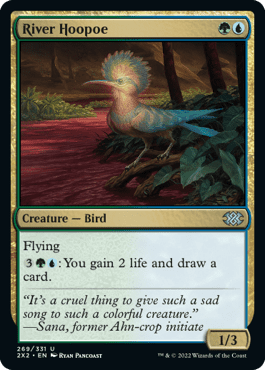 River Hoopoe
Creature — Bird
Flying
3: You gain 2 life and draw a
card.
"It's a cruel thing to give such a sad
song to such a colorful creature."
—Sana, former Ahn-crop initiate
1/3
269/331 U
2X2 • EN Ryan Pancoast
™ & © 2022 Wizards of the Coast